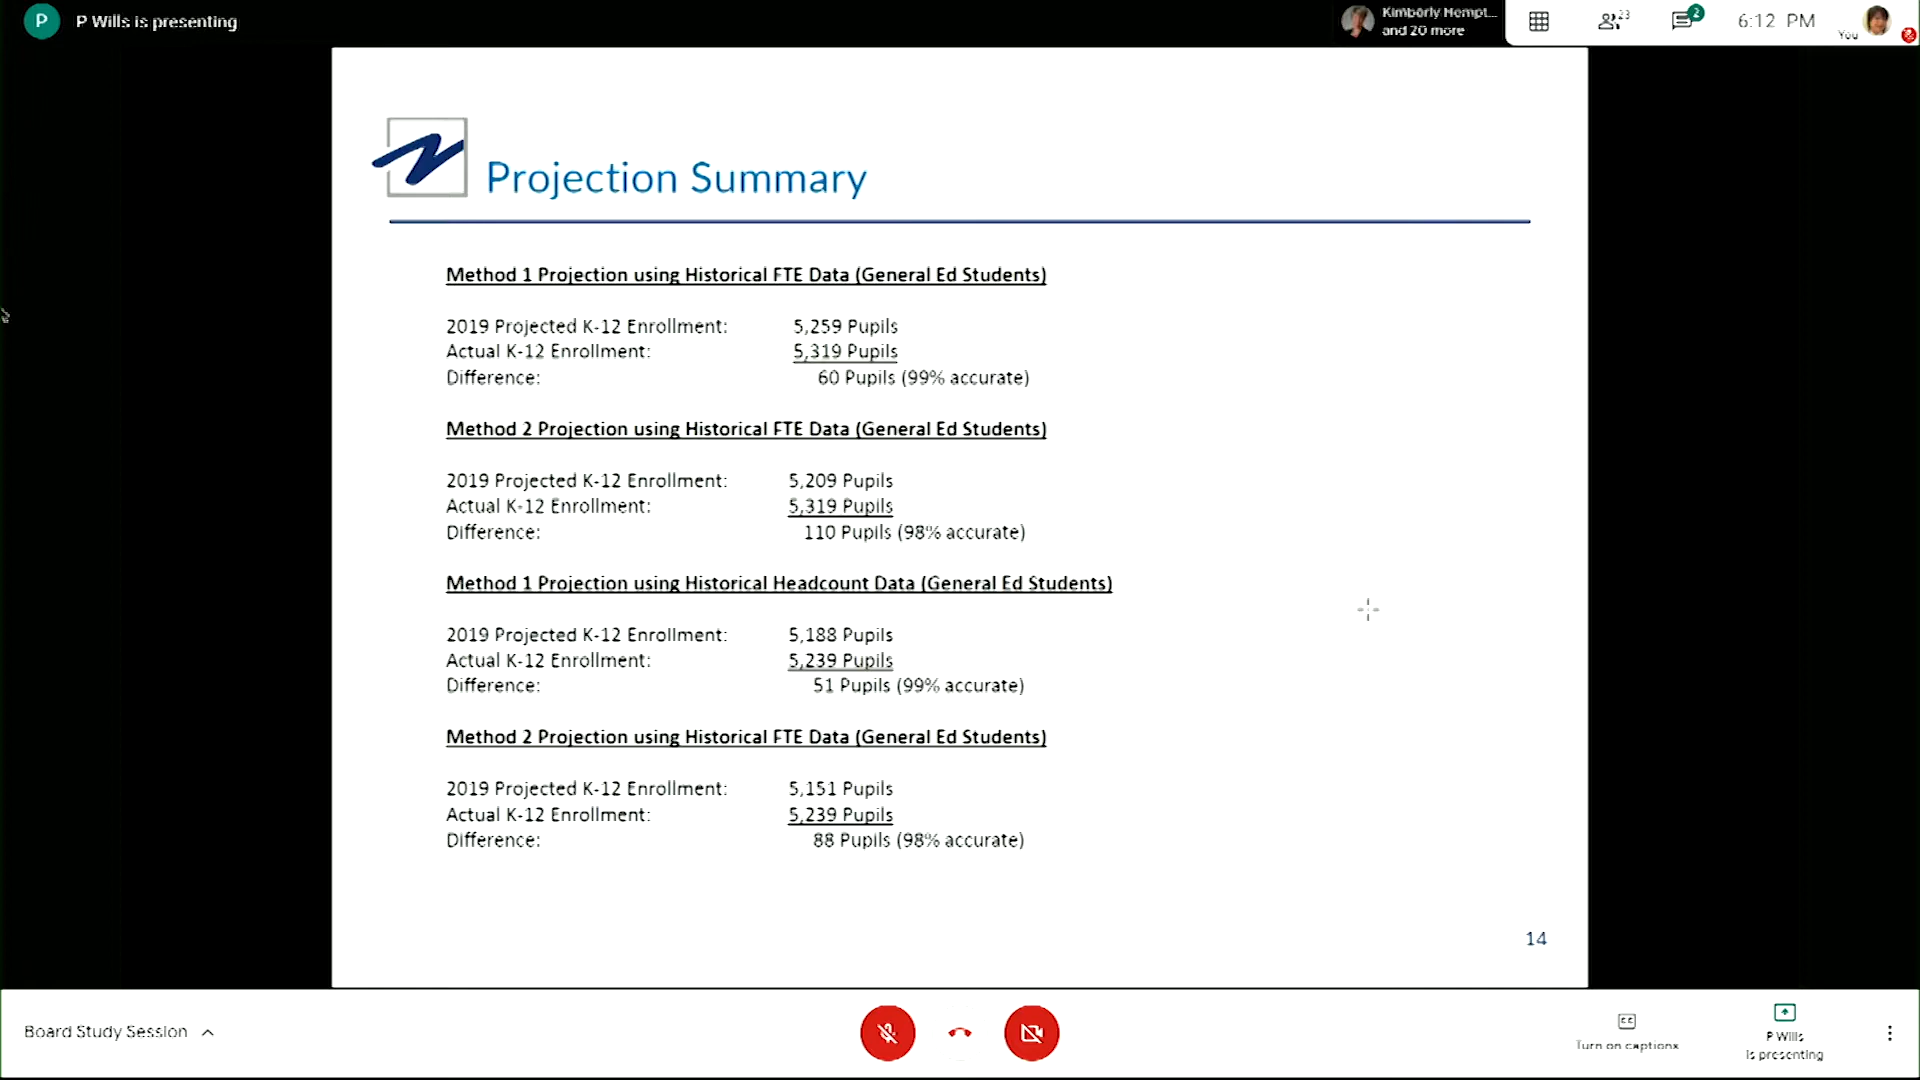 P
P Wills is presenting
Kimberly Hempt...
and 20 more
23
2
6:12 PM
You
Projection Summary
Method 1 Projection using Historical FTE Data (General Ed Students)
2019 Projected K-12 Enrollment: 5,259 Pupils
Actual K-12 Enrollment: 5,319 Pupils
Difference: 60 Pupils (99% accurate)
Method 2 Projection using Historical FTE Data (General Ed Students)
2019 Projected K-12 Enrollment: 5,209 Pupils
Actual K-12 Enrollment: 5,319 Pupils
Difference: 110 Pupils (98% accurate)
Method 1 Projection using Historical Headcount Data (General Ed Students)
2019 Projected K-12 Enrollment: 5,188 Pupils
Actual K-12 Enrollment: 5,239 Pupils
Difference: 51 Pupils (99% accurate)
Method 2 Projection using Historical FTE Data (General Ed Students)
2019 Projected K-12 Enrollment: 5,151 Pupils
Actual K-12 Enrollment: 5,239 Pupils
Difference: 88 Pupils (98% accurate)
14
Board Study Session
CC
Turn on captions
P Wills
is presenting